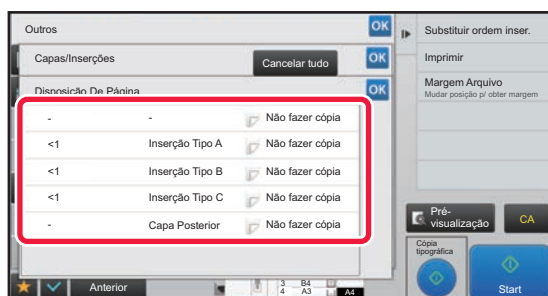 Outros
OK
Capas/Inserções
Cancelar tudo
OK
Disposição De Página
OK
- - Não fazer cópia
<1 Inserção Tipo A Não fazer cópia
<1 Inserção Tipo B Não fazer cópia
<1 Inserção Tipo C Não fazer cópia
- Capa Posterior Não fazer cópia
Anterior
3 B4
4 A3
A4
Substituir ordem inser.
Imprimir
Margem Arquivo
Mudar posição p/ obter margem
Pré-
visualização
CA
Cópia
tipográfica
Start